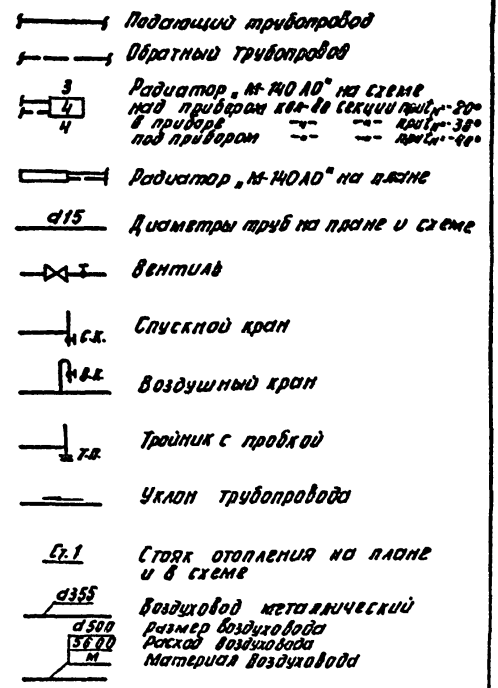 Подающий трубопровод
Обратный трубопровод
3 Радиатор „М-140 АО" на схеме
4 над прибором кол-во секций при tн=-20°
в приборе -"- -"- при tн=-30°
4 под прибором -"- -"- при tн=-40°
Радиатор „М-140АО" на плане
d15 Диаметры труб на плане и схеме
Вентиль
С.К. Спускной кран
В.К. Воздушный кран
Т.П. Тройник с пробкой
Уклон трубопровода
Ст.1 Стояк отопления на плане
и в схеме
d355 Воздуховод металлический
d500 размер воздуховода
5600 Расход воздуховода
М Материал воздуховода